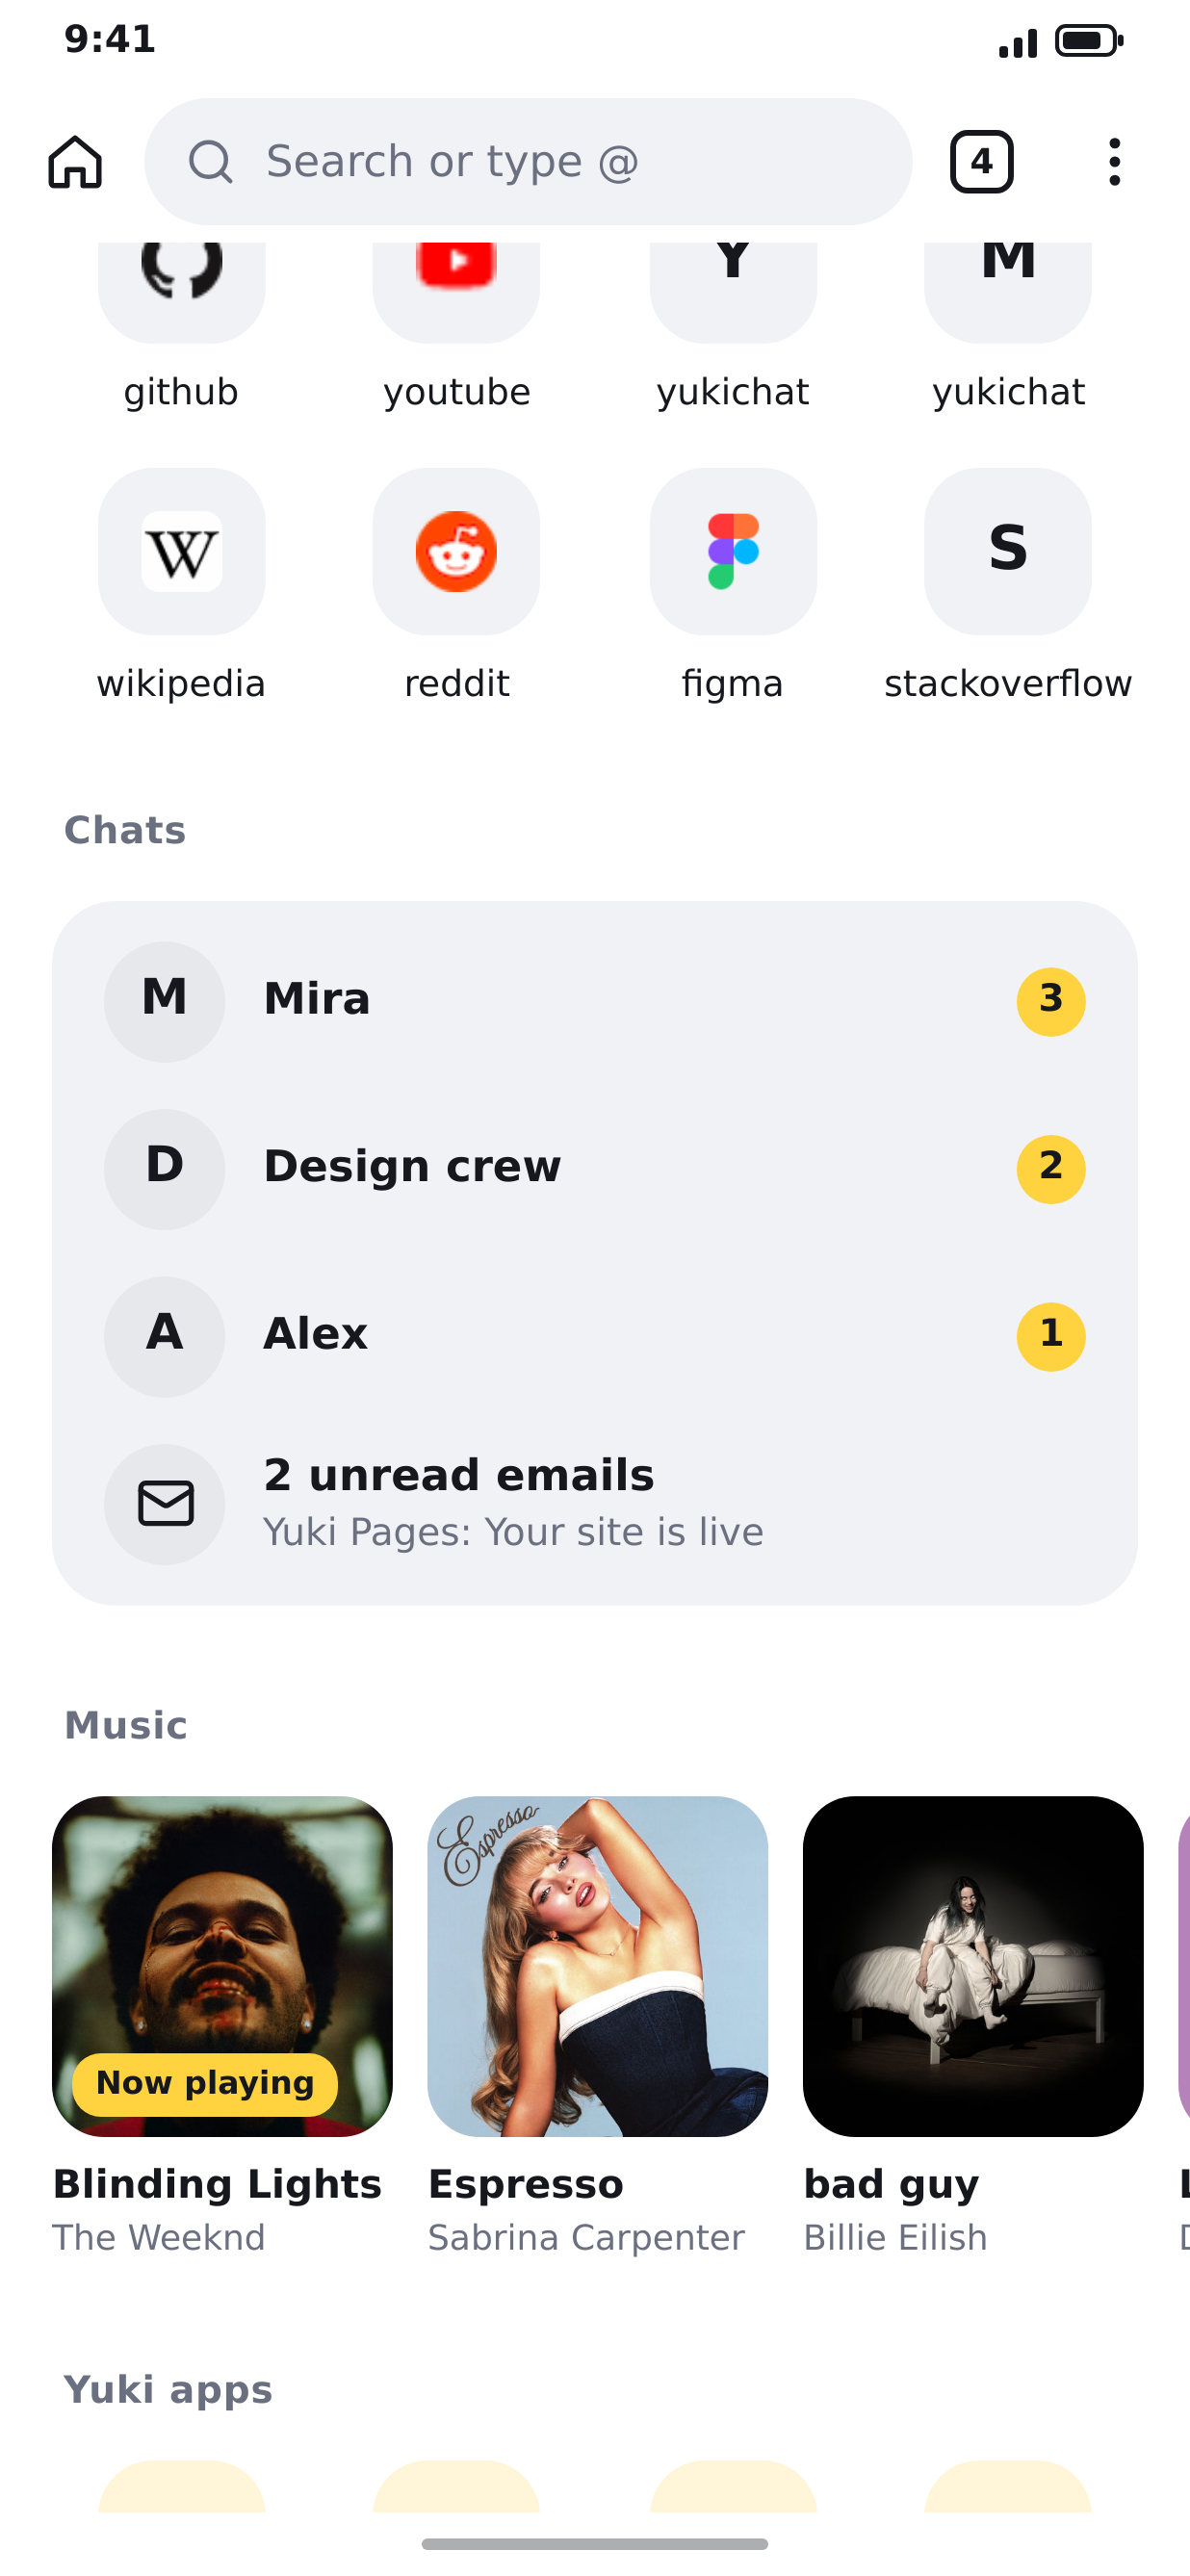 9:41
Search or type @
4
Y
M
github
youtube
yukichat
yukichat
W
S
wikipedia
reddit
figma
stackoverflow
Chats
M
Mira
3
D
Design crew
2
A
Alex
1
2 unread emails
Yuki Pages: Your site is live
Music
Espresso
Now playing
Blinding Lights
Espresso
bad guy
The Weeknd
Sabrina Carpenter
Billie Eilish
Yuki apps